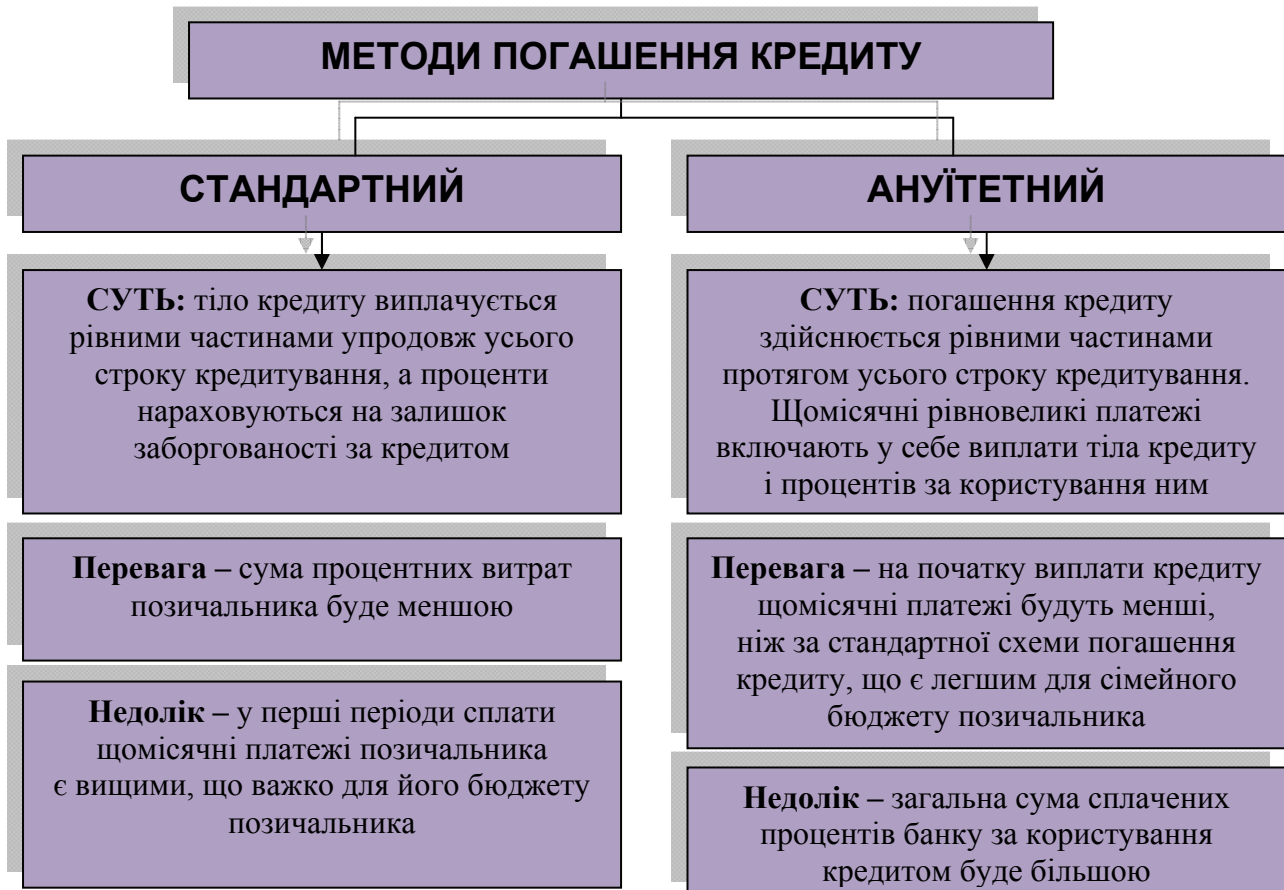 МЕТОДИ ПОГАШЕННЯ КРЕДИТУ
СТАНДАРТНИЙ
СУТЬ: тіло кредиту виплачується
рівними частинами упродовж усього
строку кредитування, а проценти
нараховуються на залишок
заборгованості за кредитом
Перевага – сума процентних витрат
позичальника буде меншою
Недолік – у перші періоди сплати
щомісячні платежі позичальника
є вищими, що важко для його бюджету
позичальника
АНУЇТЕТНИЙ
СУТЬ: погашення кредиту
здійснюється рівними частинами
протягом усього строку кредитування.
Щомісячні рівновеликі платежі
включають у себе виплати тіла кредиту
і процентів за користування ним
Перевага – на початку виплати кредиту
щомісячні платежі будуть менші,
ніж за стандартної схеми погашення
кредиту, що є легшим для сімейного
бюджету позичальника
Недолік – загальна сума сплачених
процентів банку за користування
кредитом буде більшою